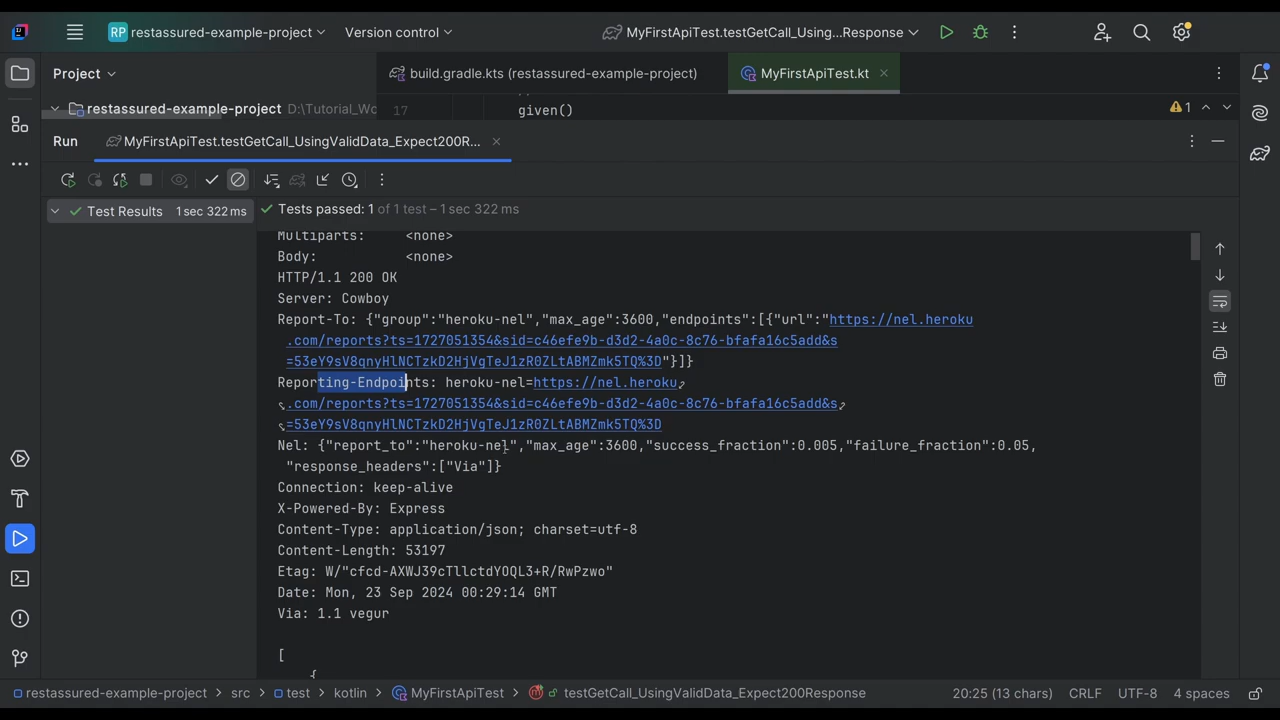 RP restassured-example-project Version control MyFirstApiTest.testGetCall_Using...Response
Project build.gradle.kts (restassured-example-project) MyFirstApiTest.kt
restassured-example-project D:\Tutorial_Wo 17 given() 1
Run MyFirstApiTest.testGetCall_UsingValidData_Expect200R...
Test Results 1 sec 322 ms Tests passed: 1 of 1 test – 1 sec 322 ms
Multiparts: <none>
Body: <none>
HTTP/1.1 200 OK
Server: Cowboy
Report-To: {"group":"heroku-nel","max_age":3600,"endpoints":[{"url":"https://nel.heroku
.com/reports?ts=1727051354&sid=c46efe9b-d3d2-4a0c-8c76-bfafa16c5add&s
=53eY9sV8qnyHlNCTzkD2HjVgTeJ1zR0ZLtABMZmk5TQ%3D"}]}
Reporting-Endpoints: heroku-nel=https://nel.heroku
.com/reports?ts=1727051354&sid=c46efe9b-d3d2-4a0c-8c76-bfafa16c5add&s
=53eY9sV8qnyHlNCTzkD2HjVgTeJ1zR0ZLtABMZmk5TQ%3D
Nel: {"report_to":"heroku-nel","max_age":3600,"success_fraction":0.005,"failure_fraction":0.05,
"response_headers":["Via"]}
Connection: keep-alive
X-Powered-By: Express
Content-Type: application/json; charset=utf-8
Content-Length: 53197
Etag: W/"cfcd-AXWJ39cTllctdYOQL3+R/RwPzwo"
Date: Mon, 23 Sep 2024 00:29:14 GMT
Via: 1.1 vegur
[
{
restassured-example-project src test kotlin MyFirstApiTest testGetCall_UsingValidData_Expect200Response 20:25 (13 chars) CRLF UTF-8 4 spaces